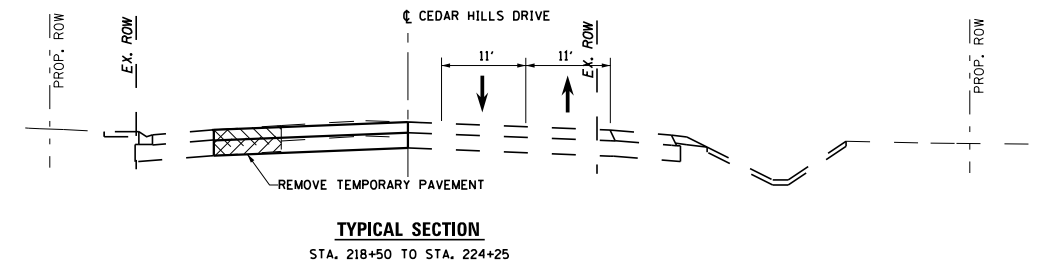 ℄ CEDAR HILLS DRIVE
PROP. ROW
EX. ROW
11'
11'
EX. ROW
PROP. ROW
REMOVE TEMPORARY PAVEMENT
TYPICAL SECTION
STA. 218+50 TO STA. 224+25